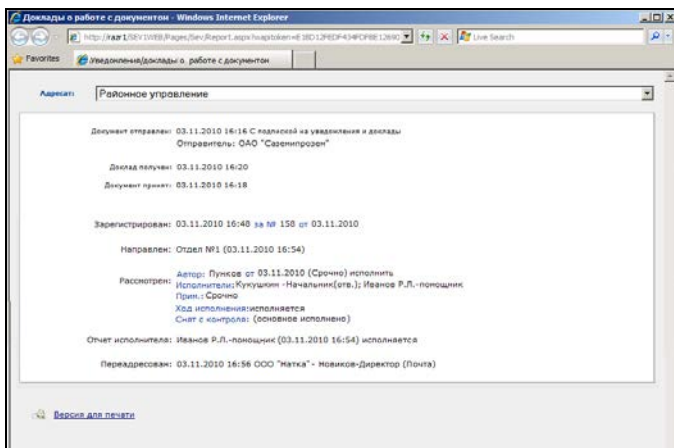 Доклады о работе с документом - Windows Internet Explorer
Live Search
Favorites
Уведомления/доклады о работе с документом
Адресат: Районное управление
Документ отправлен: 03.11.2010 16:16 С подпиской на уведомления и доклады
Отправитель: ОАО
Доклад получен: 03.11.2010 16:20
Документ принят: 03.11.2010 16:18
Зарегистрирован: 03.11.2010 16:48 за № 158 от 03.11.2010
Направлен: Отдел №1 (03.11.2010 16:54)
Автор: Пунков от 03.11.2010 (Срочно) исполнить
Рассмотрен: Исполнители: Кукушкин -Начальник(отв.); Иванов Р.Л.-помощник
Прим.: Срочно
Ход исполнения:исполняется
Снят с контроля: (основное исполнено)
Отчет исполнителя: Иванов Р.Л.-помощник (03.11.2010 16:54) исполняется
Переадресован: 03.11.2010 16:56 ООО "Натка"- Новиков-Директор (Почта)
Версия для печати